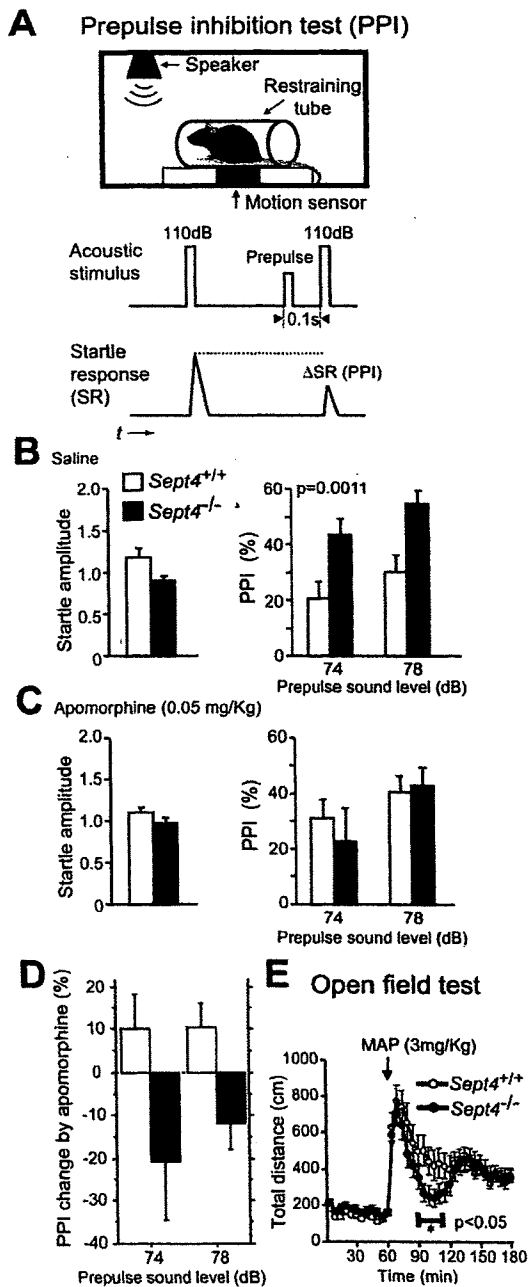 A Prepulse inhibition test (PPI)
Speaker
Restraining
tube
Motion sensor
110dB 110dB
Acoustic
stimulus
Prepulse
0.1s
Startle
response
(SR)
ΔSR (PPI)
t
B Saline
Sept4+/+
Sept4-/-
2.0
1.5
1.0
0.5
0
Startle amplitude
p=0.0011
60
40
20
0
PPI (%)
74 78
Prepulse sound level (dB)
C Apomorphine (0.05 mg/Kg)
2.0
1.5
1.0
0.5
0
Startle amplitude
60
40
20
0
PPI (%)
74 78
Prepulse sound level (dB)
D
20
10
0
-10
-20
-30
-40
PPI change by apomorphine (%)
74 78
Prepulse sound level (dB)
E Open field test
MAP (3mg/Kg)
Sept4+/+
Sept4-/-
1000
800
600
400
200
0
Total distance (cm)
* p<0.05
30 60 90 120 150 180
Time (min)